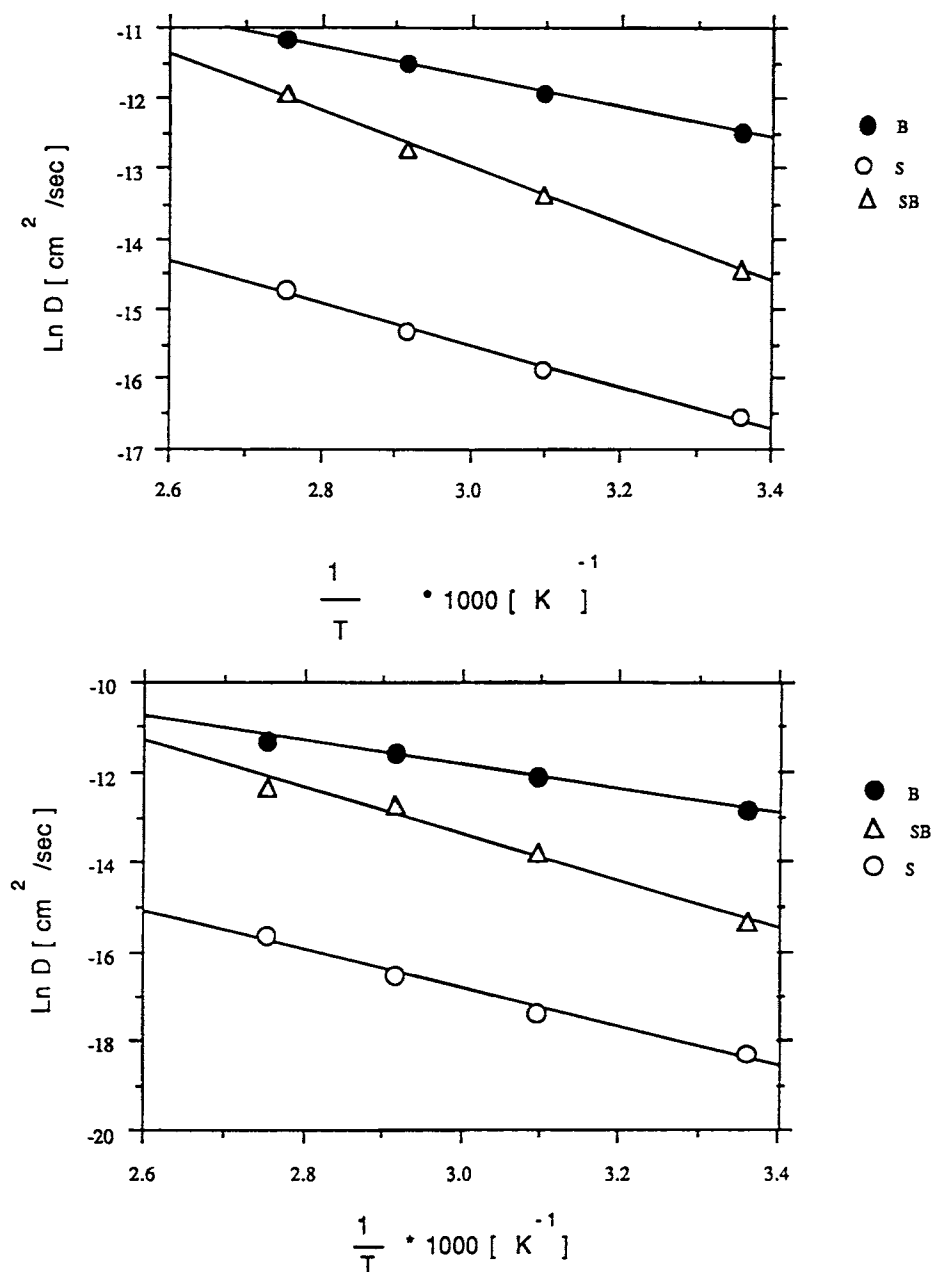 -11
-12
-13
-14
-15
-16
-17
Ln D [ cm 2 /sec ]
2.6 2.8 3.0 3.2 3.4
1 / T * 1000 [ K -1 ]
B
S
SB
-10
-12
-14
-16
-18
-20
Ln D [ cm 2 /sec ]
2.6 2.8 3.0 3.2 3.4
1 / T * 1000 [ K -1 ]
B
SB
S